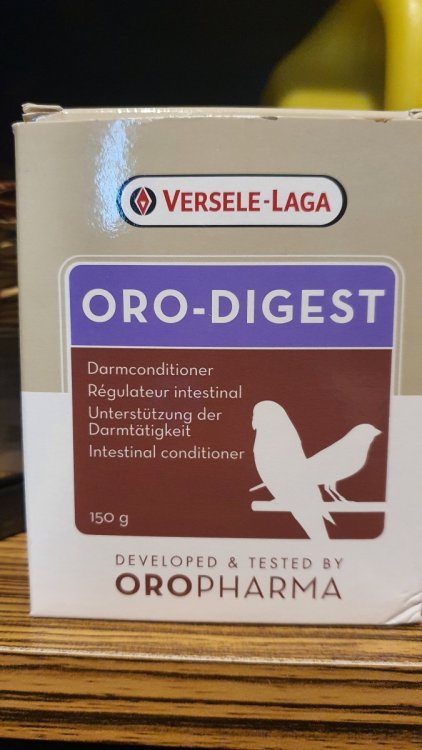 VERSELE-LAGA
ORO-DIGEST
Darmconditioner
Régulateur intestinal
Unterstützung der
Darmtätigkeit
Intestinal conditioner
150 g
DEVELOPED & TESTED BY
OROPHARMA